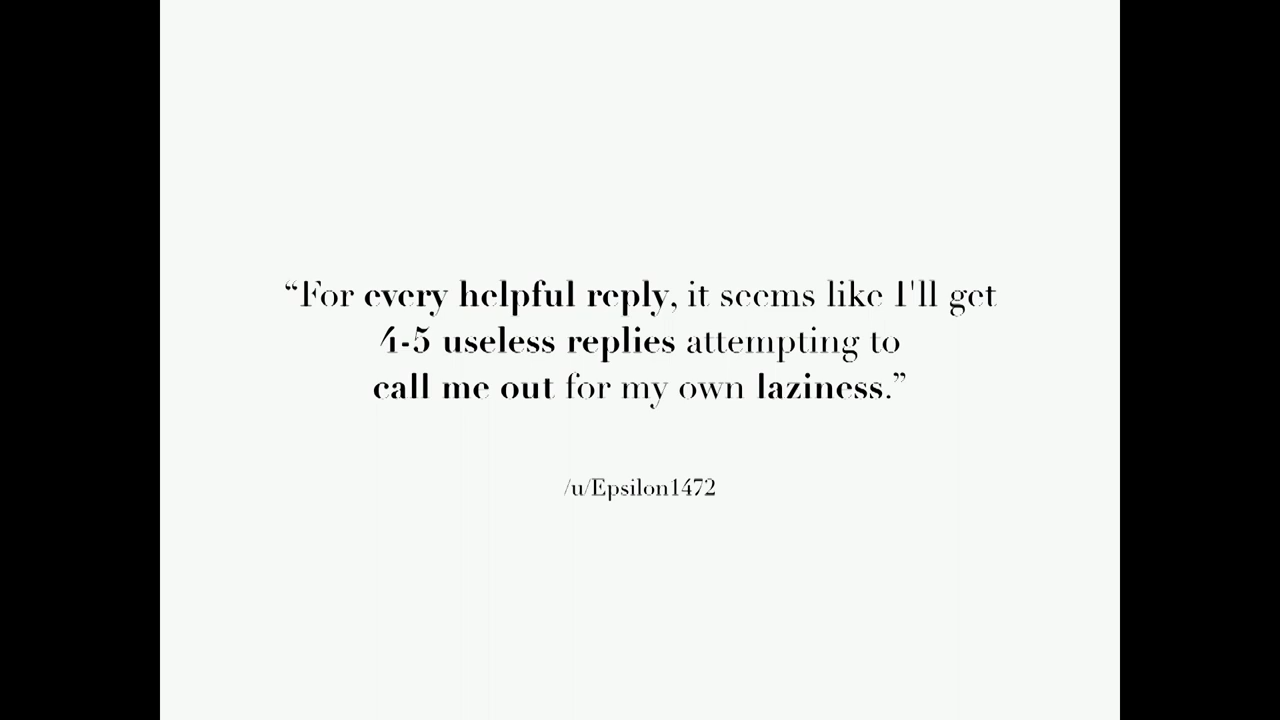 “For every helpful reply, it seems like I'll get
4-5 useless replies attempting to
call me out for my own laziness.”
/u/Epsilon1472